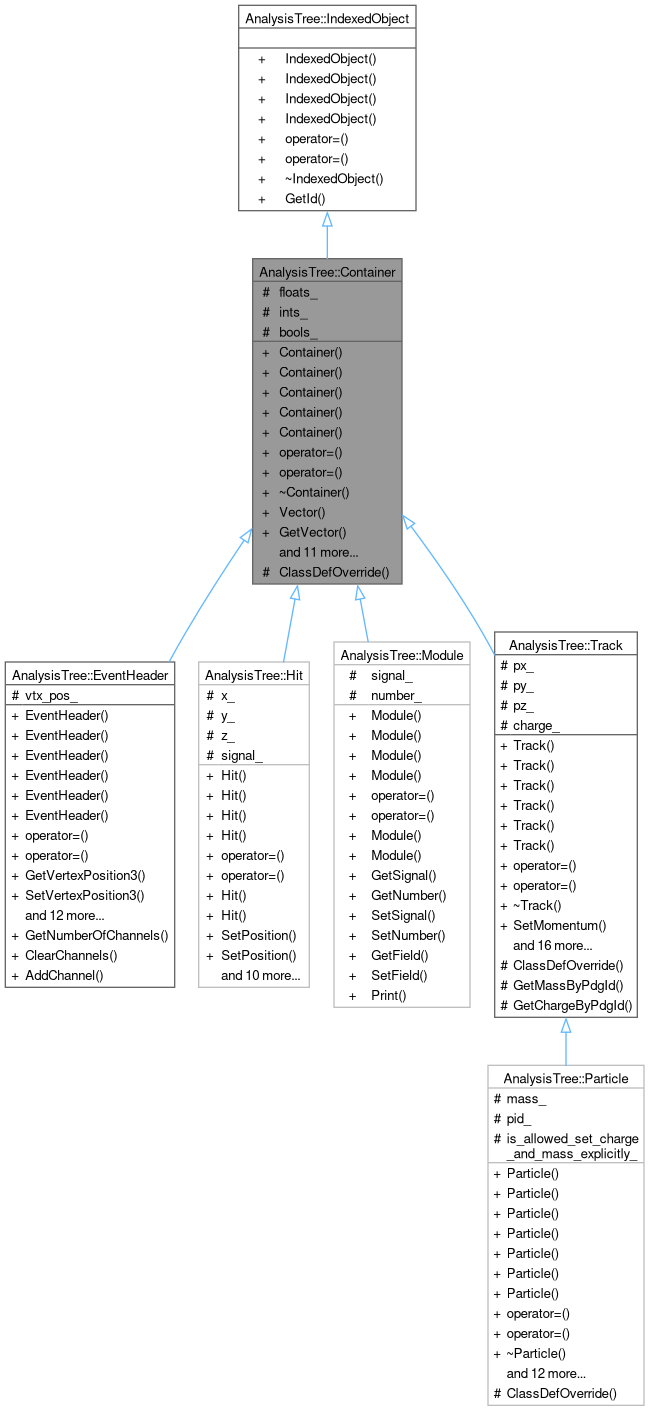 AnalysisTree::IndexedObject
+ IndexedObject()
+ IndexedObject()
+ IndexedObject()
+ IndexedObject()
+ operator=()
+ operator=()
+ ~IndexedObject()
+ GetId()
AnalysisTree::Container
# floats_
# ints_
# bools_
+ Container()
+ Container()
+ Container()
+ Container()
+ Container()
+ operator=()
+ operator=()
+ ~Container()
+ Vector()
+ GetVector()
and 11 more...
# ClassDefOverride()
AnalysisTree::EventHeader
# vtx_pos_
+ EventHeader()
+ EventHeader()
+ EventHeader()
+ EventHeader()
+ EventHeader()
+ EventHeader()
+ operator=()
+ operator=()
+ GetVertexPosition3()
+ SetVertexPosition3()
and 12 more...
+ GetNumberOfChannels()
+ ClearChannels()
+ AddChannel()
AnalysisTree::Hit
# x_
# y_
# z_
# signal_
+ Hit()
+ Hit()
+ Hit()
+ Hit()
+ operator=()
+ operator=()
+ Hit()
+ Hit()
+ SetPosition()
+ SetPosition()
and 10 more...
AnalysisTree::Module
# signal_
# number_
+ Module()
+ Module()
+ Module()
+ Module()
+ operator=()
+ operator=()
+ Module()
+ Module()
+ GetSignal()
+ GetNumber()
+ SetSignal()
+ SetNumber()
+ GetField()
+ SetField()
+ Print()
AnalysisTree::Track
# px_
# py_
# pz_
# charge_
+ Track()
+ Track()
+ Track()
+ Track()
+ Track()
+ Track()
+ operator=()
+ operator=()
+ ~Track()
+ SetMomentum()
and 16 more...
# ClassDefOverride()
# GetMassByPdgId()
# GetChargeByPdgId()
AnalysisTree::Particle
# mass_
# pid_
# is_allowed_set_charge
_and_mass_explicitly_
+ Particle()
+ Particle()
+ Particle()
+ Particle()
+ Particle()
+ Particle()
+ Particle()
+ operator=()
+ operator=()
+ ~Particle()
and 12 more...
# ClassDefOverride()